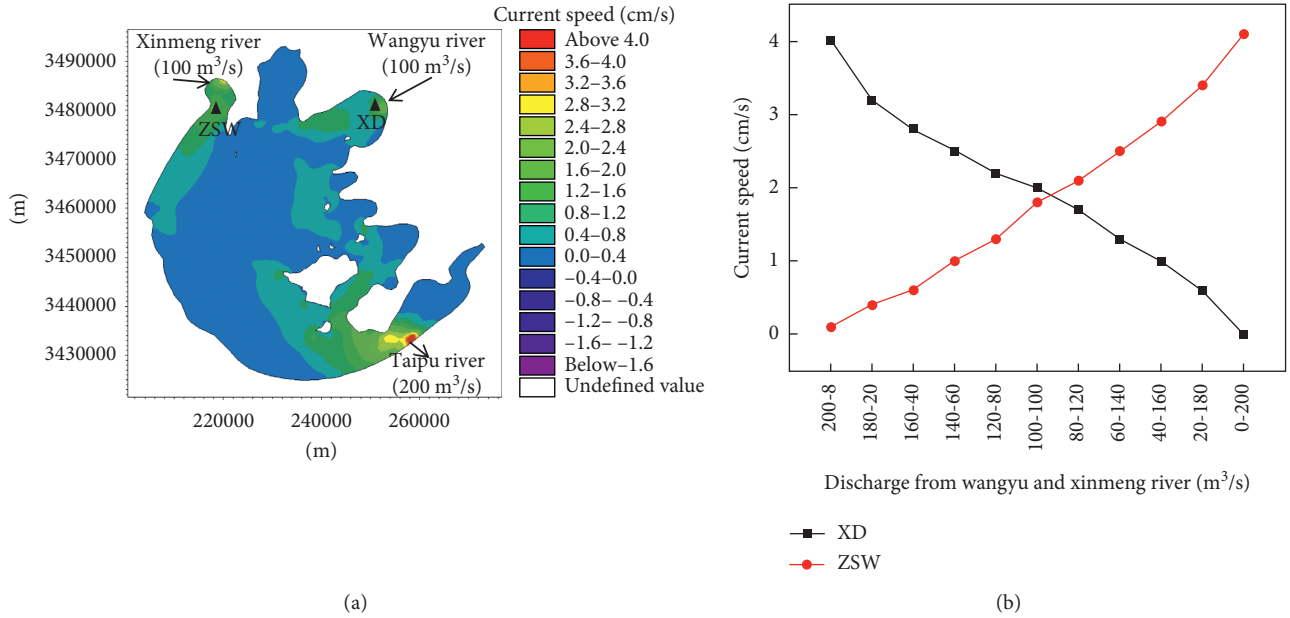 Xinmeng river
(100 m³/s)
Wangyu river
(100 m³/s)
ZSW
XD
Taipu river
(200 m³/s)
3490000
3480000
3470000
3460000
3450000
3440000
3430000
(m)
220000
240000
260000
(m)
Current speed (cm/s)
Above 4.0
3.6–4.0
3.2–3.6
2.8–3.2
2.4–2.8
2.0–2.4
1.6–2.0
1.2–1.6
0.8–1.2
0.4–0.8
0.0–0.4
–0.4–0.0
–0.8– –0.4
–1.2– –0.8
–1.6– –1.2
Below–1.6
Undefined value
(a)
Current speed (cm/s)
4
3
2
1
0
200-8
180-20
160-40
140-60
120-80
100-100
80-120
60-140
40-160
20-180
0-200
Discharge from wangyu and xinmeng river (m³/s)
XD
ZSW
(b)